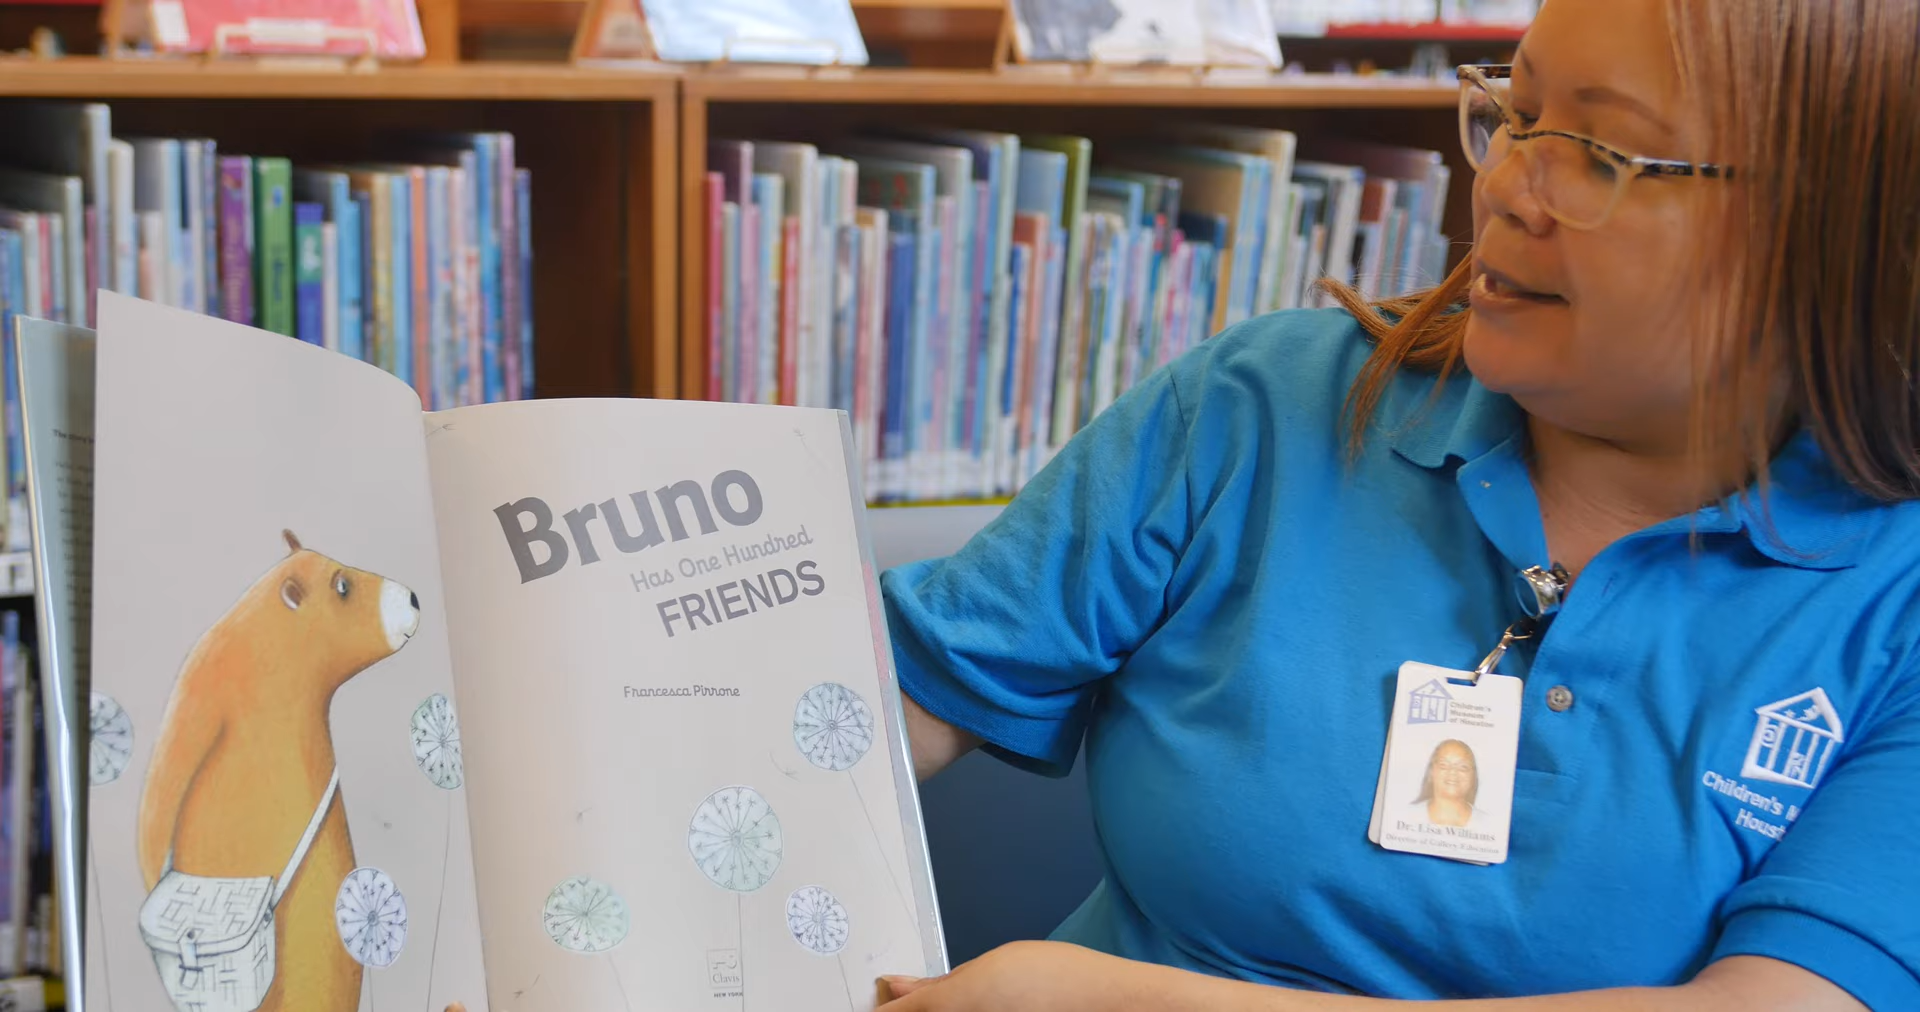 Bruno
Has One Hundred
FRIENDS
Francesca Pirrone
Clavis
NEW YORK
Children's
Museum
of Houston
Dr. Lisa Williams
Director of Gallery Education
Children's
Houst